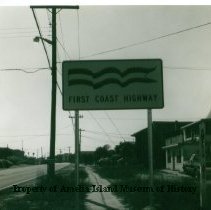 FIRST COAST HIGHWAY
Property of Amelia Island Museum of History